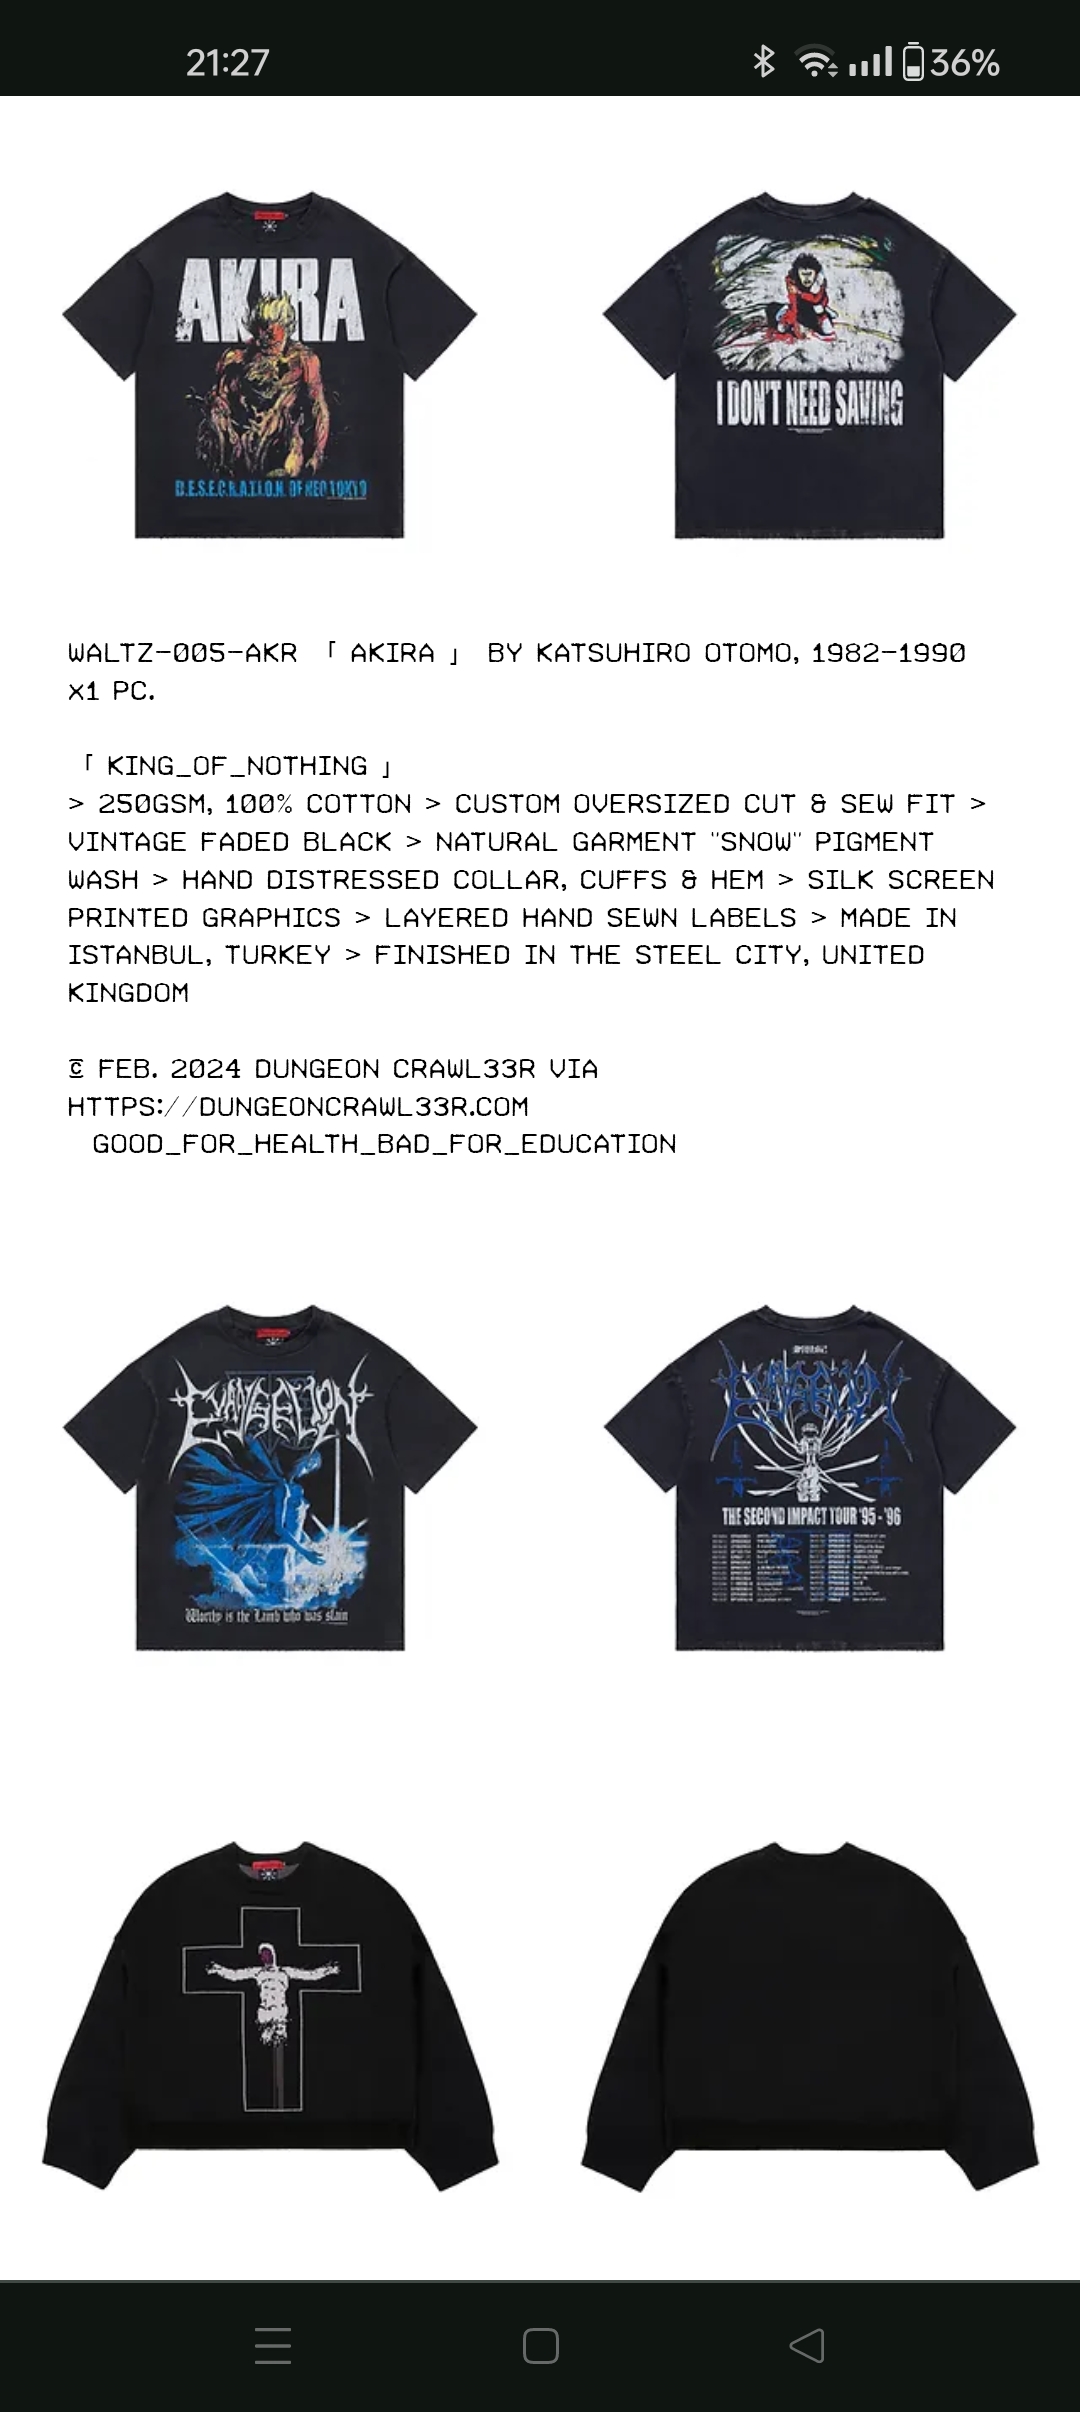 21:27
36%
AKIRA
D.E.S.E.C.R.A.T.I.O.N. OF NEO TOKYO
I DON'T NEED SAVING
WALTZ-005-AKR 「 AKIRA 」 BY KATSUHIRO OTOMO, 1982-1990
x1 PC.
「 KING_OF_NOTHING 」
> 250GSM, 100% COTTON > CUSTOM OVERSIZED CUT & SEW FIT >
VINTAGE FADED BLACK > NATURAL GARMENT "SNOW" PIGMENT
WASH > HAND DISTRESSED COLLAR, CUFFS & HEM > SILK SCREEN
PRINTED GRAPHICS > LAYERED HAND SEWN LABELS > MADE IN
ISTANBUL, TURKEY > FINISHED IN THE STEEL CITY, UNITED
KINGDOM
© FEB. 2024 DUNGEON CRAWL33R VIA
HTTPS://DUNGEONCRAWL33R.COM
GOOD_FOR_HEALTH_BAD_FOR_EDUCATION
EVANGELION
Worthy is the Lamb who was slain
EVANGELION
THE SECOND IMPACT TOUR '95 - '96